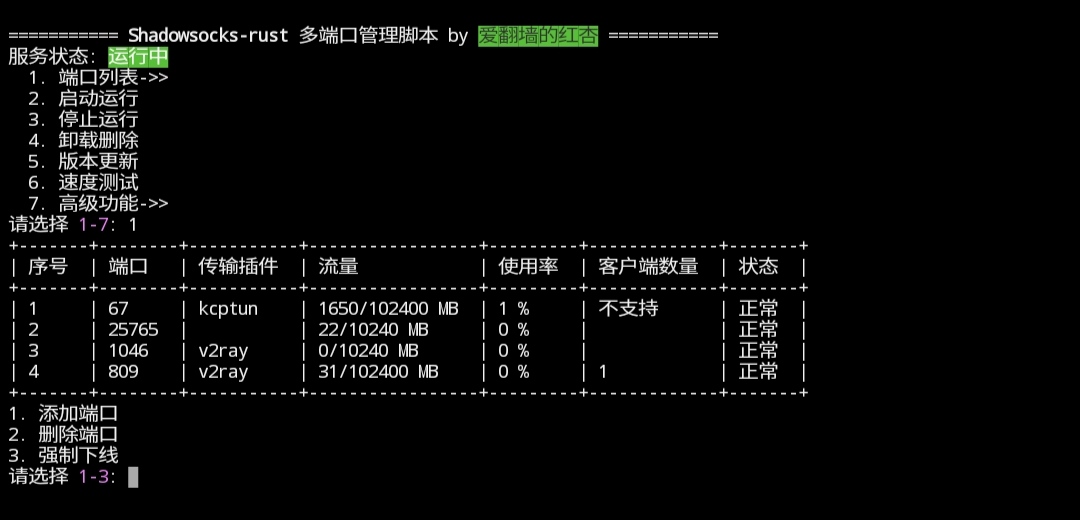 =========== Shadowsocks-rust 多端口管理脚本 by 爱翻墙的红杏 ===========
服务状态: 运行中
  1. 端口列表->>
  2. 启动运行
  3. 停止运行
  4. 卸载删除
  5. 版本更新
  6. 速度测试
  7. 高级功能->>
请选择 1-7: 1
+-------+--------+-----------+-----------------+---------+-------------+-------+
| 序号 | 端口 | 传输插件 | 流量 | 使用率 | 客户端数量 | 状态 |
+-------+--------+-----------+-----------------+---------+-------------+-------+
| 1 | 67 | kcptun | 1650/102400 MB | 1 % | 不支持 | 正常 |
| 2 | 25765 | | 22/10240 MB | 0 % | | 正常 |
| 3 | 1046 | v2ray | 0/10240 MB | 0 % | | 正常 |
| 4 | 809 | v2ray | 31/102400 MB | 0 % | 1 | 正常 |
+-------+--------+-----------+-----------------+---------+-------------+-------+
1. 添加端口
2. 删除端口
3. 强制下线
请选择 1-3: